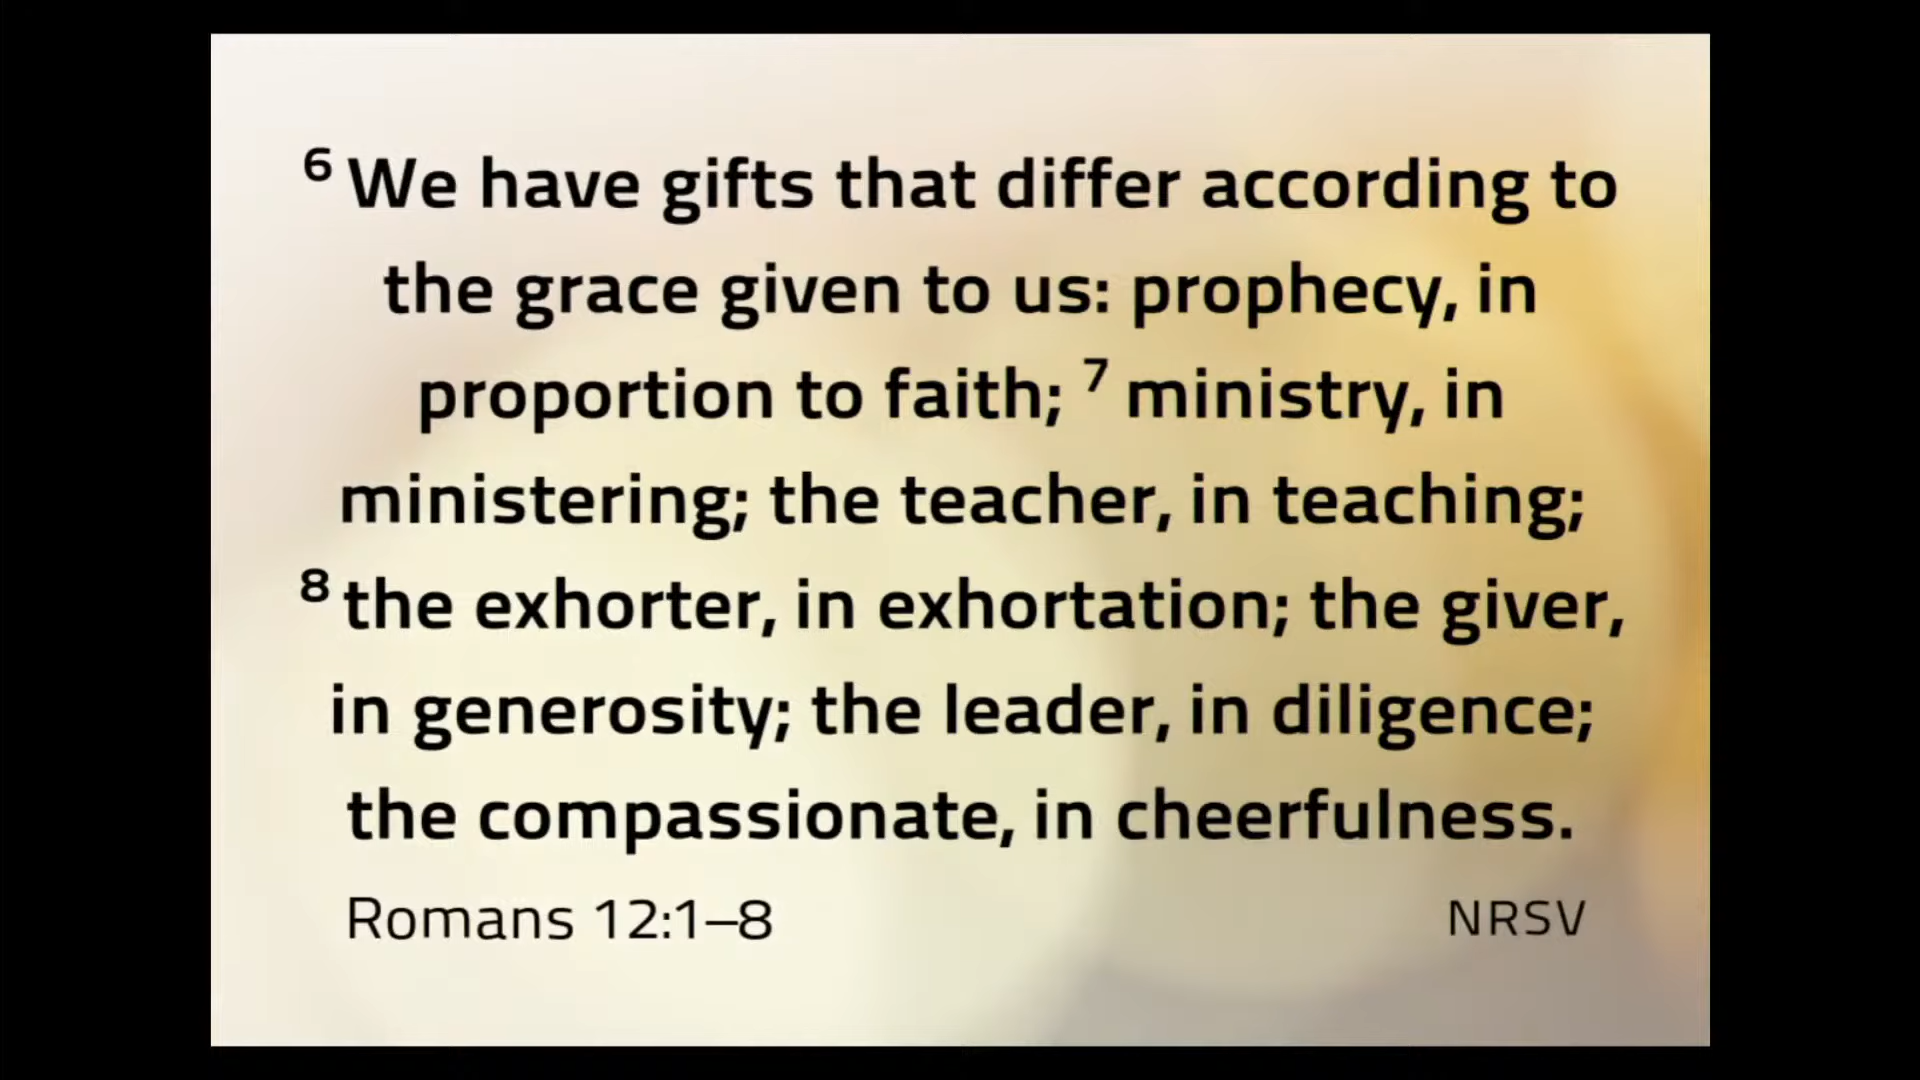 6 We have gifts that differ according to
the grace given to us: prophecy, in
proportion to faith; 7 ministry, in
ministering; the teacher, in teaching;
8 the exhorter, in exhortation; the giver,
in generosity; the leader, in diligence;
the compassionate, in cheerfulness.
Romans 12:1–8 NRSV